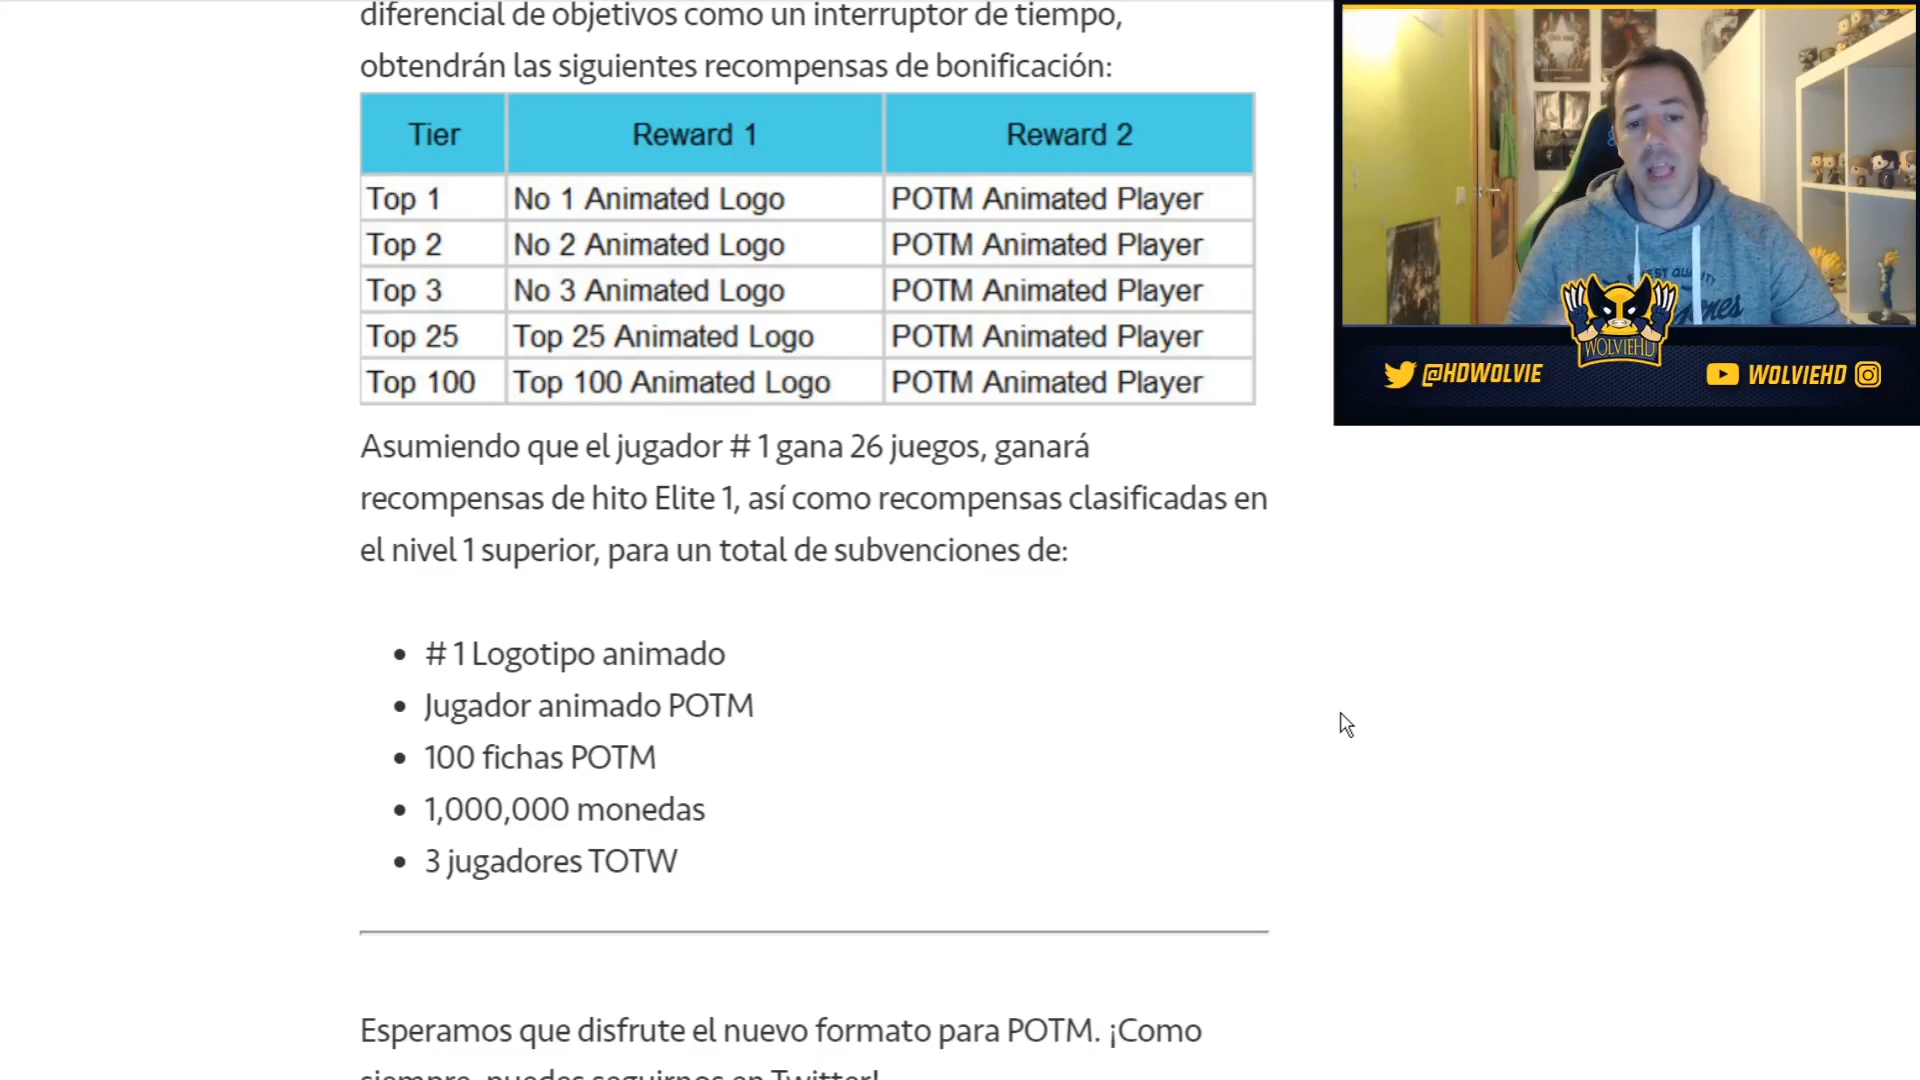 diferencial de objetivos como un interruptor de tiempo,
obtendrán las siguientes recompensas de bonificación:
Tier Reward 1 Reward 2
Top 1 No 1 Animated Logo POTM Animated Player
Top 2 No 2 Animated Logo POTM Animated Player
Top 3 No 3 Animated Logo POTM Animated Player
Top 25 Top 25 Animated Logo POTM Animated Player
Top 100 Top 100 Animated Logo POTM Animated Player
Asumiendo que el jugador # 1 gana 26 juegos, ganará
recompensas de hito Elite 1, así como recompensas clasificadas en
el nivel 1 superior, para un total de subvenciones de:
• # 1 Logotipo animado
• Jugador animado POTM
• 100 fichas POTM
• 1,000,000 monedas
• 3 jugadores TOTW
Esperamos que disfrute el nuevo formato para POTM. ¡Como
siempre, puedes seguirnos en Twitter!
WOLVIEHD
@HDWOLVIE
WOLVIEHD